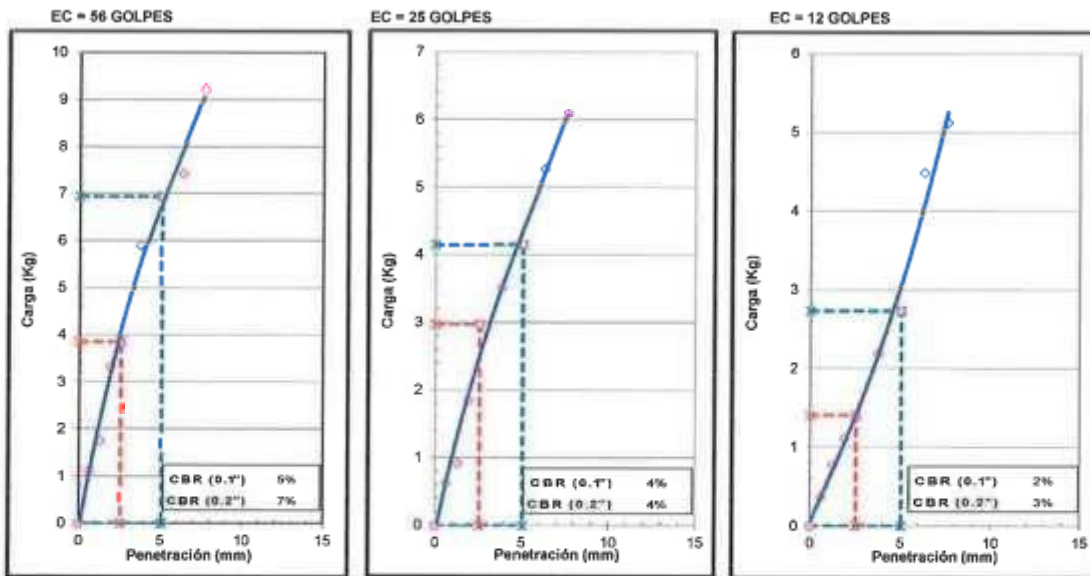 EC = 56 GOLPES
10
9
8
7
6
5
4
3
2
1
0
Carga (Kg)
0
5
10
15
Penetración (mm)
CBR (0.1") 5%
CBR (0.2") 7%
EC = 25 GOLPES
7
6
5
4
3
2
1
0
Carga (Kg)
0
5
10
15
Penetración (mm)
CBR (0.1") 4%
CBR (0.2") 4%
EC = 12 GOLPES
6
5
4
3
2
1
0
Carga (Kg)
0
5
10
15
Penetración (mm)
CBR (0.1") 2%
CBR (0.2") 3%